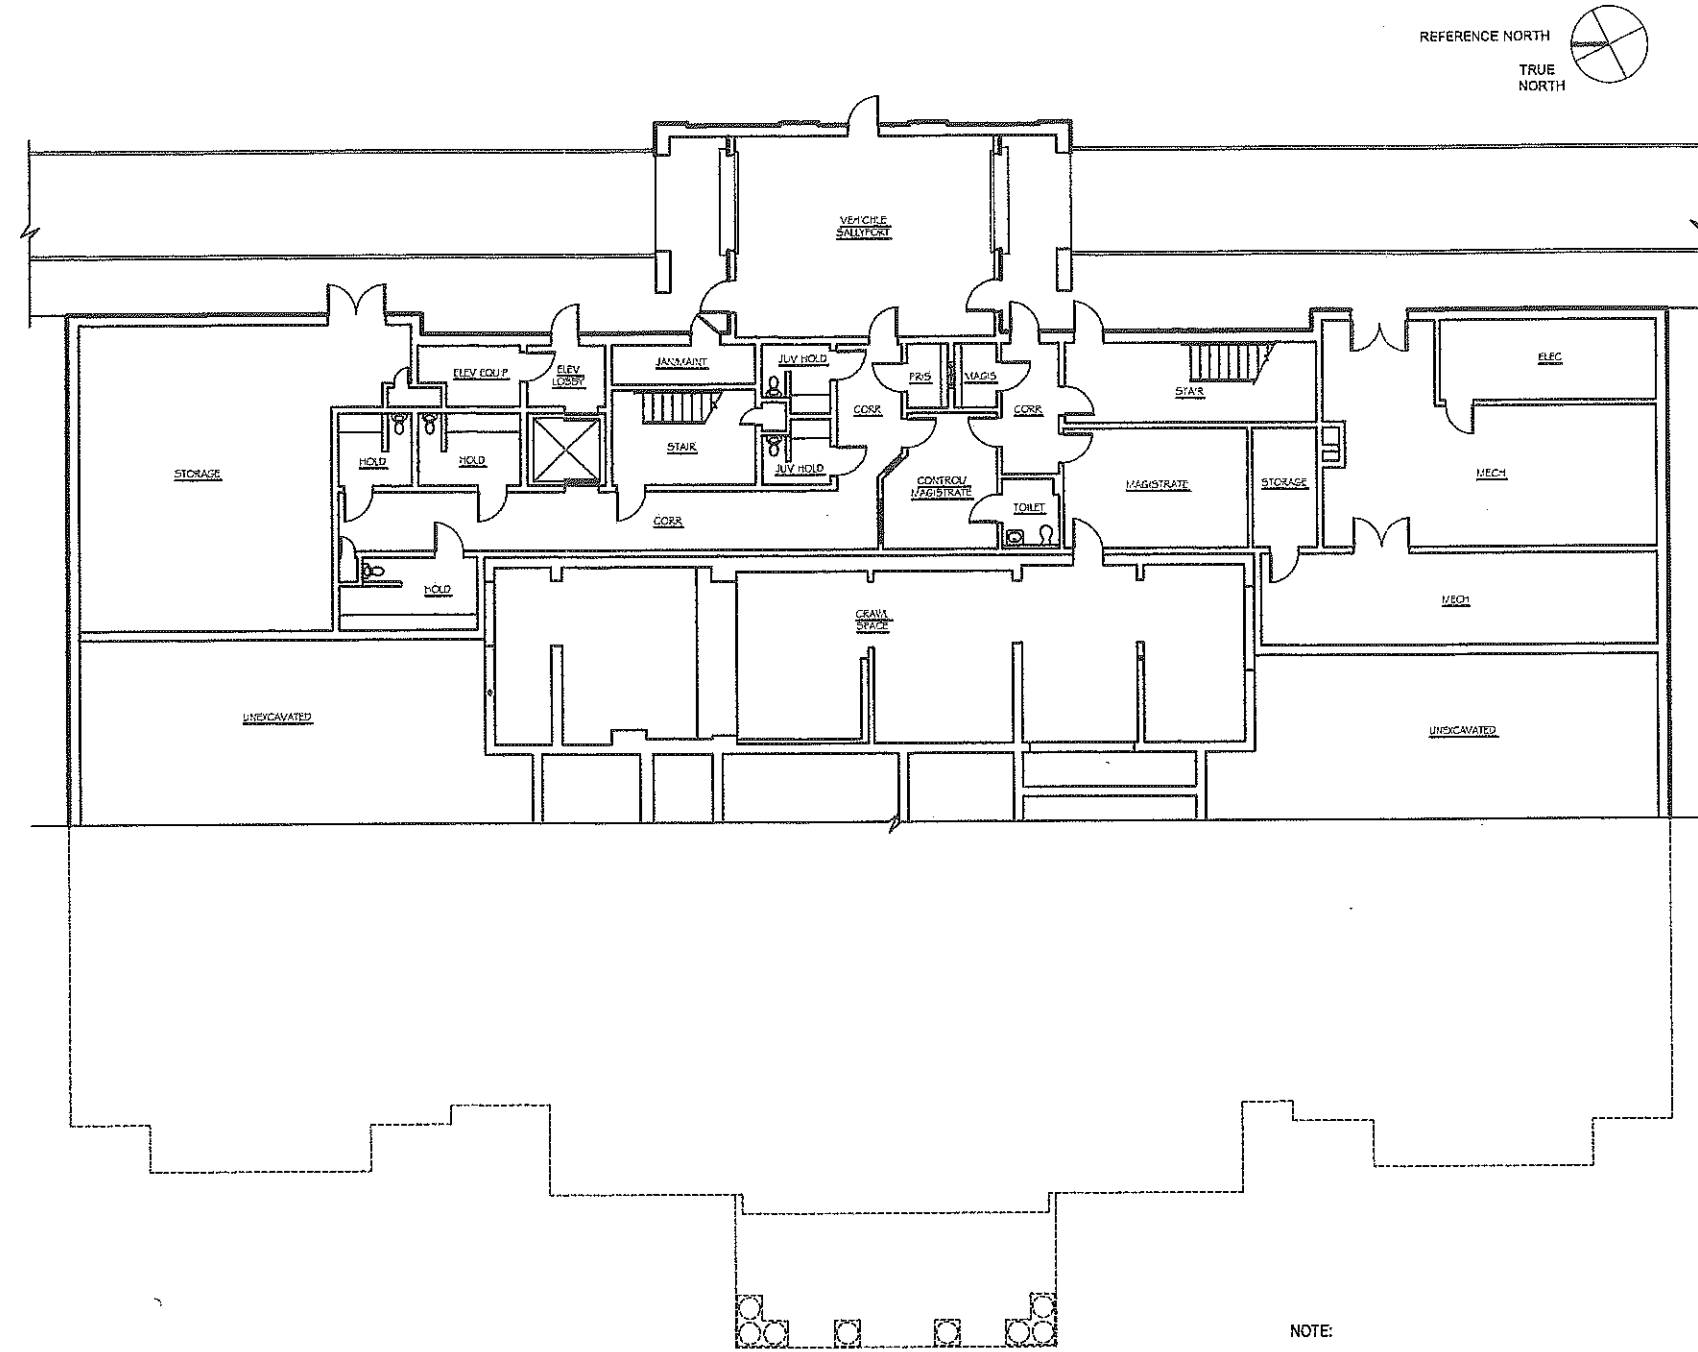 REFERENCE NORTH
TRUE
NORTH
VEHICLE
SALLYPORT
JAN/MAINT
JUV HOLD
ELEV EQUIP
ELEV
LOBBY
PRIS
MAGIS
ELEC
STAIR
CORR
CORR
STORAGE
HOLD
HOLD
STAIR
JUV HOLD
CONTROL/
MAGISTRATE
MAGISTRATE
STORAGE
MECH
TOILET
CORR
HOLD
MECH
CRAWL
SPACE
UNEXCAVATED
UNEXCAVATED
NOTE: